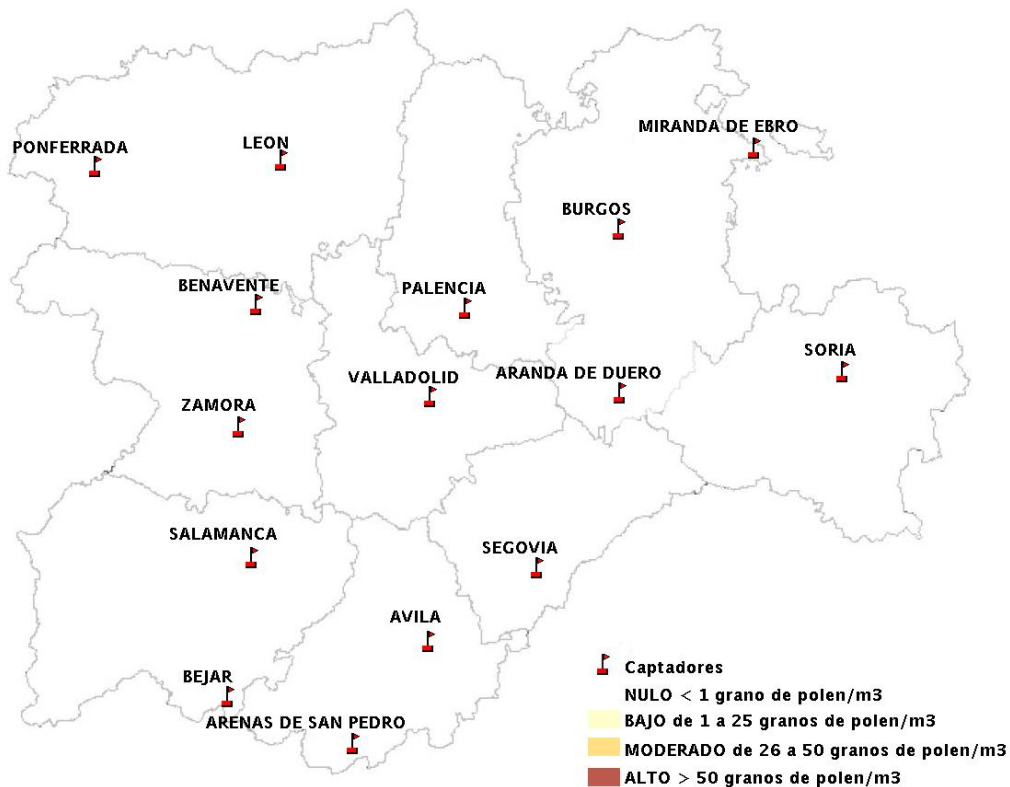 MIRANDA DE EBRO
PONFERRADA
LEON
BURGOS
BENAVENTE
PALENCIA
SORIA
VALLADOLID
ARANDA DE DUERO
ZAMORA
SALAMANCA
SEGOVIA
AVILA
BEJAR
ARENAS DE SAN PEDRO
Captadores
NULO < 1 grano de polen/m3
BAJO de 1 a 25 granos de polen/m3
MODERADO de 26 a 50 granos de polen/m3
ALTO > 50 granos de polen/m3